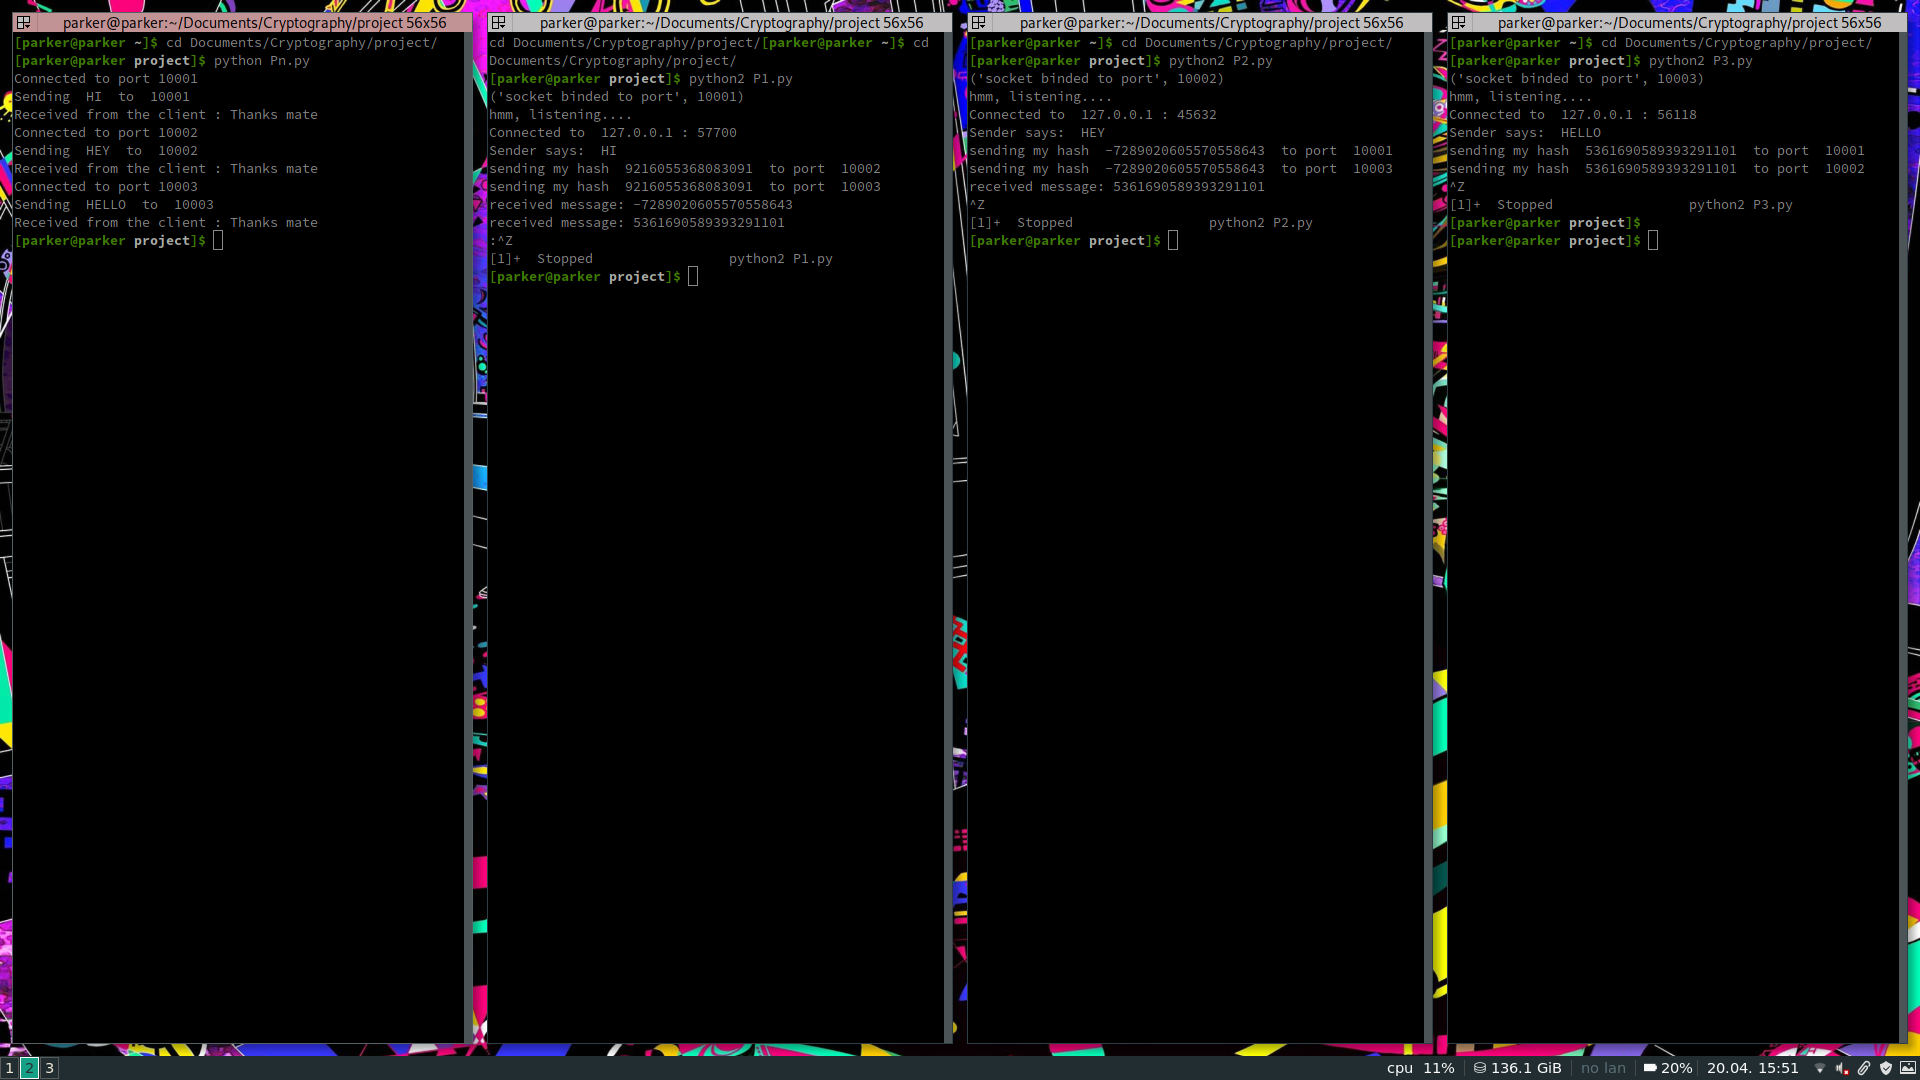 parker@parker:~/Documents/Cryptography/project 56x56
[parker@parker ~]$ cd Documents/Cryptography/project/
[parker@parker project]$ python Pn.py
Connected to port 10001
Sending  HI  to  10001
Received from the client : Thanks mate
Connected to port 10002
Sending  HEY  to  10002
Received from the client : Thanks mate
Connected to port 10003
Sending  HELLO  to  10003
Received from the client : Thanks mate
[parker@parker project]$
parker@parker:~/Documents/Cryptography/project 56x56
cd Documents/Cryptography/project/[parker@parker ~]$ cd
Documents/Cryptography/project/
[parker@parker project]$ python2 P1.py
('socket binded to port', 10001)
hmm, listening....
Connected to  127.0.0.1 : 57700
Sender says:  HI
sending my hash  9216055368083091  to port  10002
sending my hash  9216055368083091  to port  10003
received message: -7289020605570558643
received message: 5361690589393291101
:^Z
[1]+  Stopped                 python2 P1.py
[parker@parker project]$
parker@parker:~/Documents/Cryptography/project 56x56
[parker@parker ~]$ cd Documents/Cryptography/project/
[parker@parker project]$ python2 P2.py
('socket binded to port', 10002)
hmm, listening....
Connected to  127.0.0.1 : 45632
Sender says:  HEY
sending my hash  -7289020605570558643  to port  10001
sending my hash  -7289020605570558643  to port  10003
received message: 5361690589393291101
^Z
[1]+  Stopped                 python2 P2.py
[parker@parker project]$
parker@parker:~/Documents/Cryptography/project 56x56
[parker@parker ~]$ cd Documents/Cryptography/project/
[parker@parker project]$ python2 P3.py
('socket binded to port', 10003)
hmm, listening....
Connected to  127.0.0.1 : 56118
Sender says:  HELLO
sending my hash  5361690589393291101  to port  10001
sending my hash  5361690589393291101  to port  10002
^Z
[1]+  Stopped                 python2 P3.py
[parker@parker project]$
[parker@parker project]$
1 2 3 cpu 11% 136.1 GiB no lan 20% 20.04. 15:51